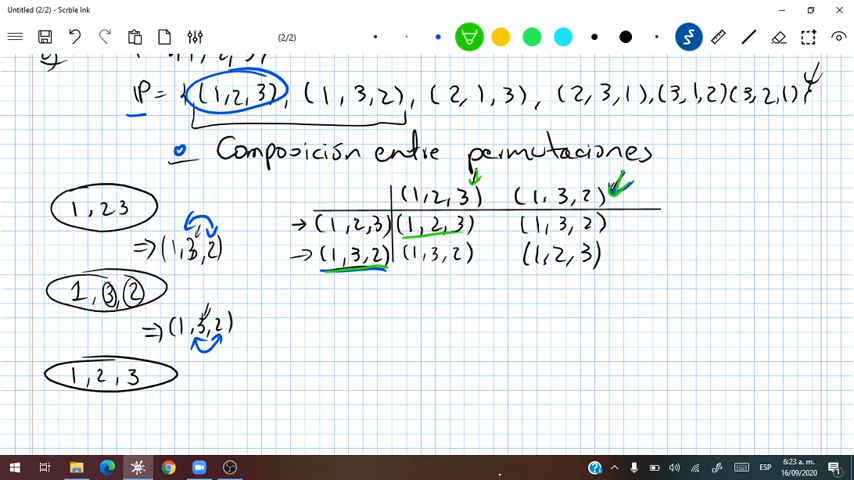 Untitled (2/2) - Scrble Ink
(2/2)
P = { (1,2,3), (1,3,2), (2,1,3), (2,3,1),(3,1,2)(3,2,1)}
Composición entre permutaciones
(1,2,3) (1,3,2)
→(1,2,3) (1,2,3) (1,3,2)
→(1,3,2) (1,3,2) (1,2,3)
1,23
⇒(1,3,2)
1,3,2
⇒(1,3,2)
1,2,3
ESP
6:23 a. m.
16/09/2020